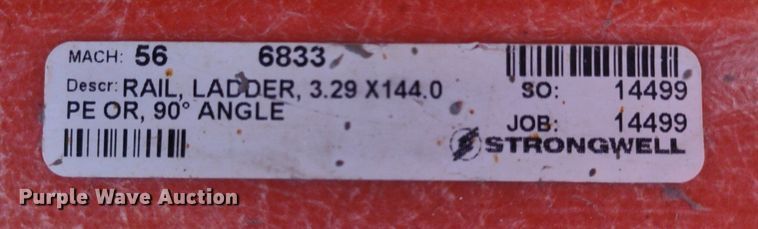 MACH: 56 6833
Descr: RAIL, LADDER, 3.29 X144.0
PE OR, 90° ANGLE
SO: 14499
JOB: 14499
STRONGWELL
Purple Wave Auction